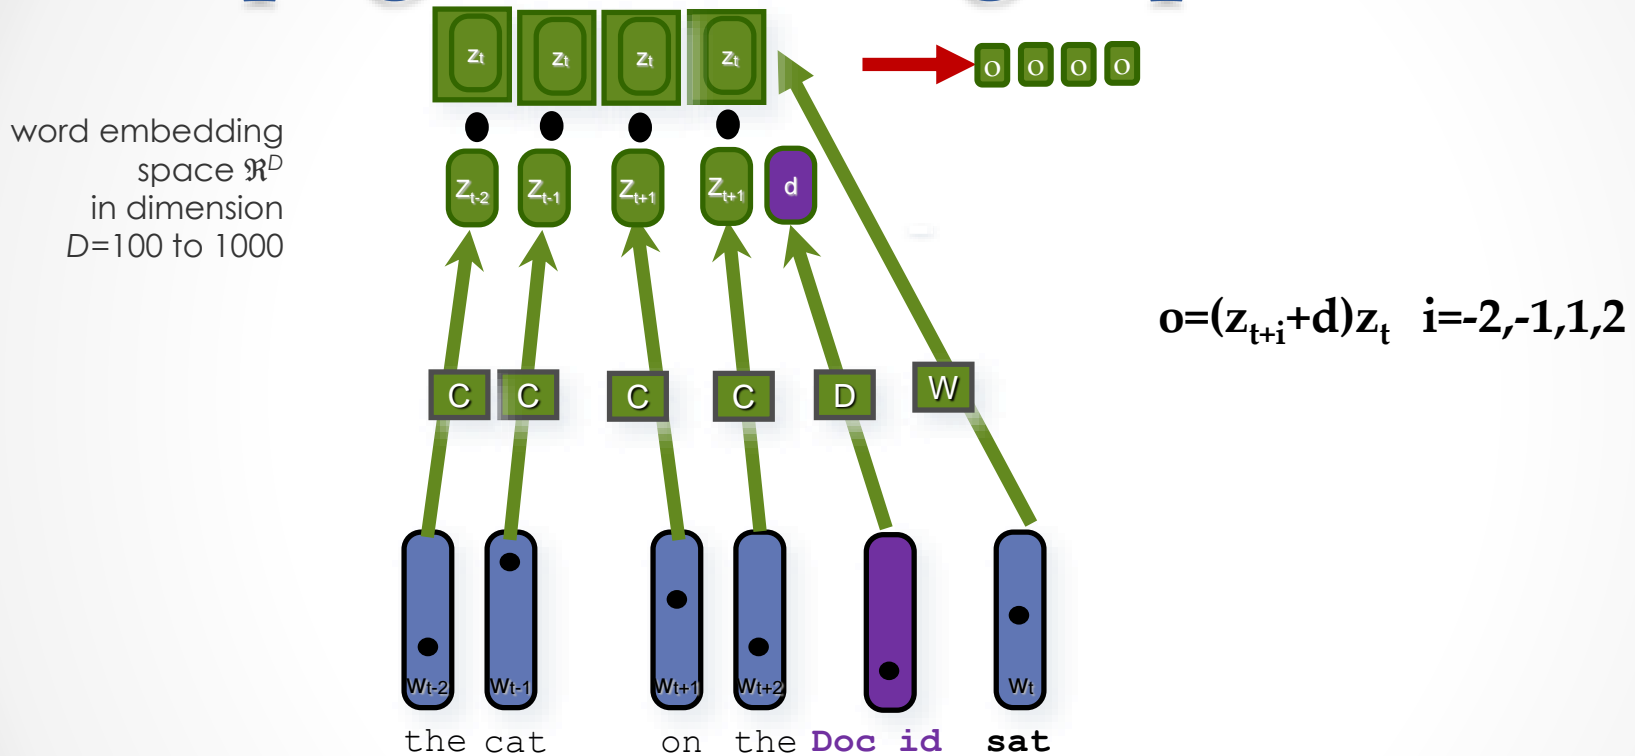 zt zt zt zt
o o o o
word embedding
space ℜD
in dimension
D=100 to 1000
Zt-2 Zt-1 Zt+1 Zt+1 d
o=(zt+i+d)zt i=-2,-1,1,2
C C C C D W
Wt-2 Wt-1 Wt+1 Wt+2 Wt
the cat on the Doc id sat